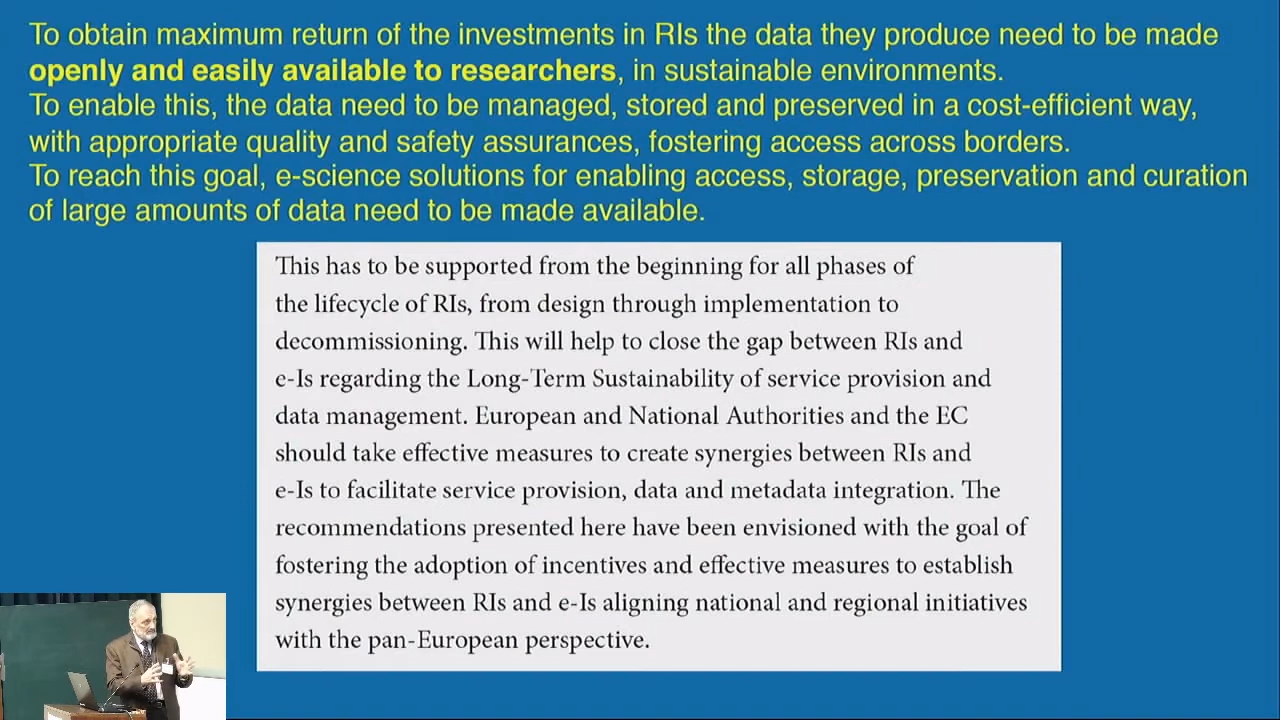 To obtain maximum return of the investments in RIs the data they produce need to be made
openly and easily available to researchers, in sustainable environments.
To enable this, the data need to be managed, stored and preserved in a cost-efficient way,
with appropriate quality and safety assurances, fostering access across borders.
To reach this goal, e-science solutions for enabling access, storage, preservation and curation
of large amounts of data need to be made available.
This has to be supported from the beginning for all phases of
the lifecycle of RIs, from design through implementation to
decommissioning. This will help to close the gap between RIs and
e-Is regarding the Long-Term Sustainability of service provision and
data management. European and National Authorities and the EC
should take effective measures to create synergies between RIs and
e-Is to facilitate service provision, data and metadata integration. The
recommendations presented here have been envisioned with the goal of
fostering the adoption of incentives and effective measures to establish
synergies between RIs and e-Is aligning national and regional initiatives
with the pan-European perspective.